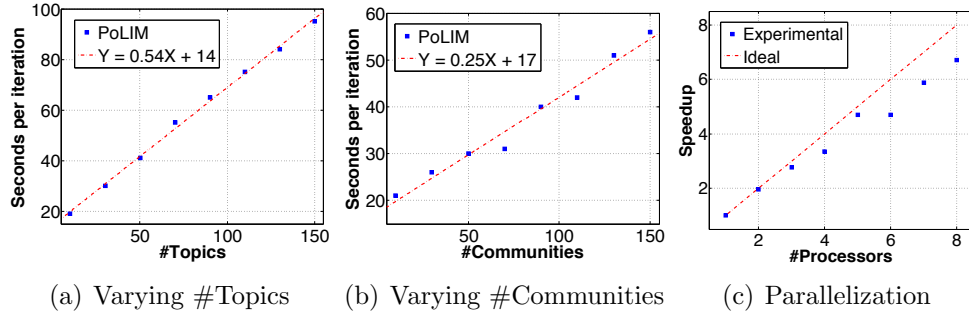 100
80
60
40
20
50
100
150
Seconds per iteration
#Topics
PoLIM
Y = 0.54X + 14
(a) Varying #Topics
60
50
40
30
20
50
100
150
Seconds per iteration
#Communities
PoLIM
Y = 0.25X + 17
(b) Varying #Communities
8
6
4
2
2
4
6
8
Speedup
#Processors
Experimental
Ideal
(c) Parallelization